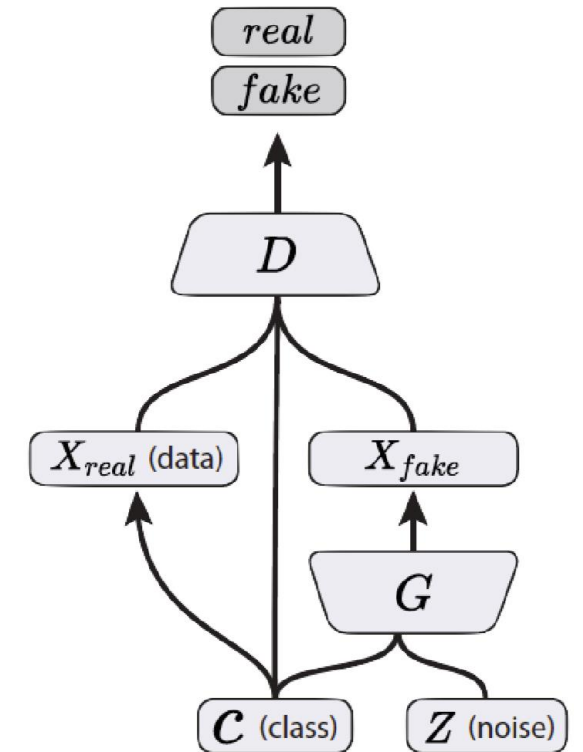 real
fake
D
X_real (data)
X_fake
G
C (class)
Z (noise)